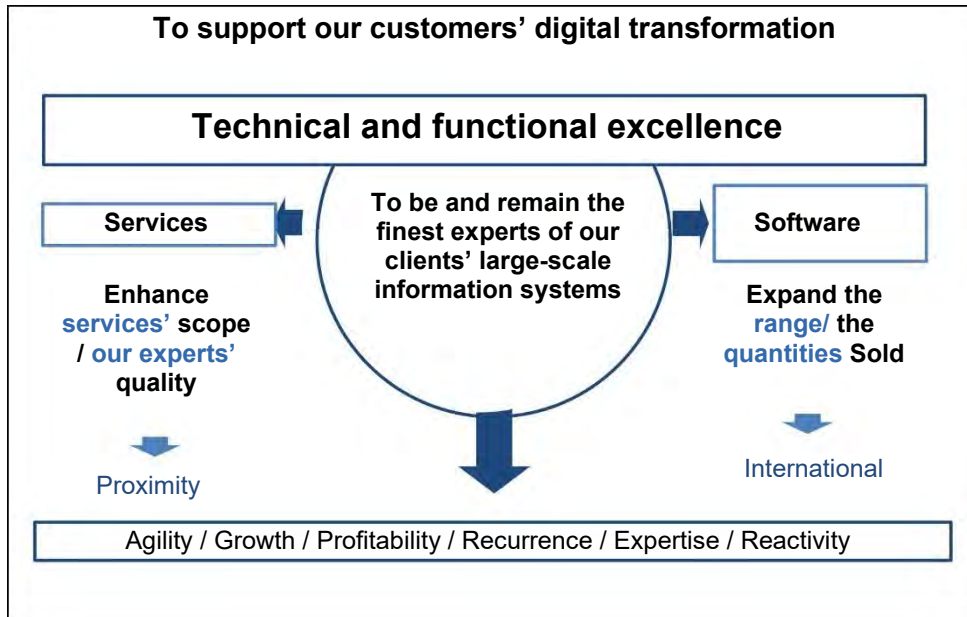 To support our customers’ digital transformation
Technical and functional excellence
Services
To be and remain the
finest experts of our
clients’ large-scale
information systems
Software
Enhance
services’ scope
/ our experts’
quality
Expand the
range/ the
quantities Sold
Proximity
International
Agility / Growth / Profitability / Recurrence / Expertise / Reactivity